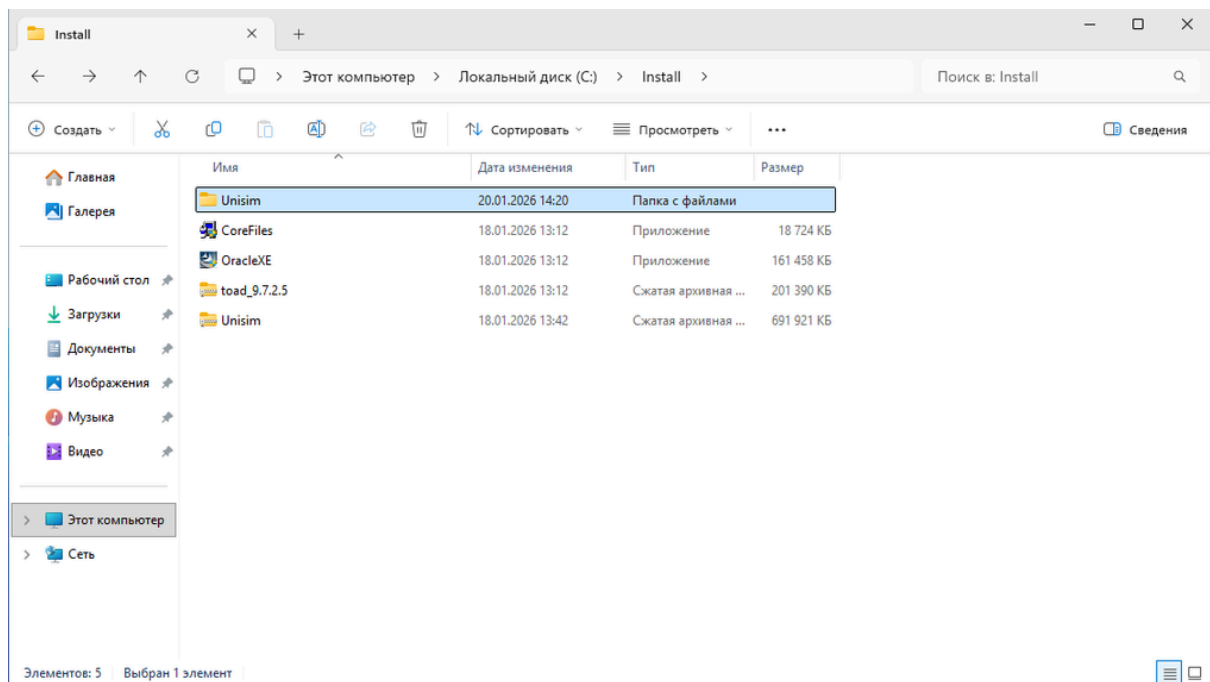 Install
Этот компьютер > Локальный диск (C:) > Install >
Поиск в: Install
Создать
Сортировать
Просмотреть
Сведения
Имя Дата изменения Тип Размер
Unisim 20.01.2026 14:20 Папка с файлами
CoreFiles 18.01.2026 13:12 Приложение 18 724 КБ
OracleXE 18.01.2026 13:12 Приложение 161 458 КБ
toad_9.7.2.5 18.01.2026 13:12 Сжатая архивная ... 201 390 КБ
Unisim 18.01.2026 13:42 Сжатая архивная ... 691 921 КБ
Главная
Галерея
Рабочий стол
Загрузки
Документы
Изображения
Музыка
Видео
Этот компьютер
Сеть
Элементов: 5 Выбран 1 элемент